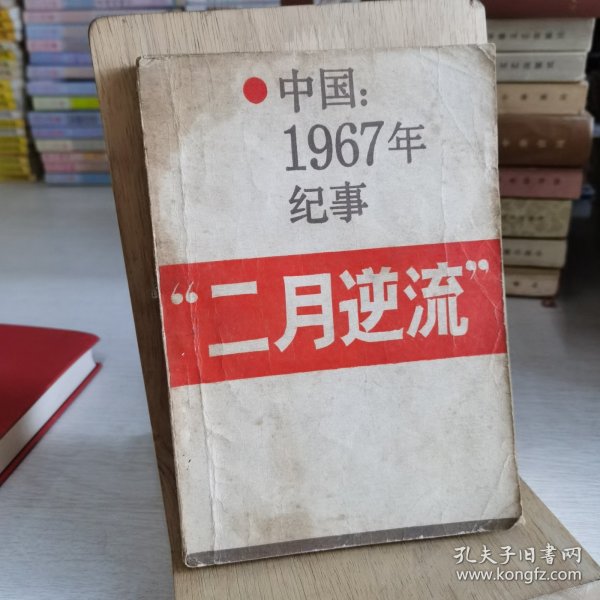 中国：
1967年
纪事
“二月逆流”
孔夫子旧书网
www.kongfz.com